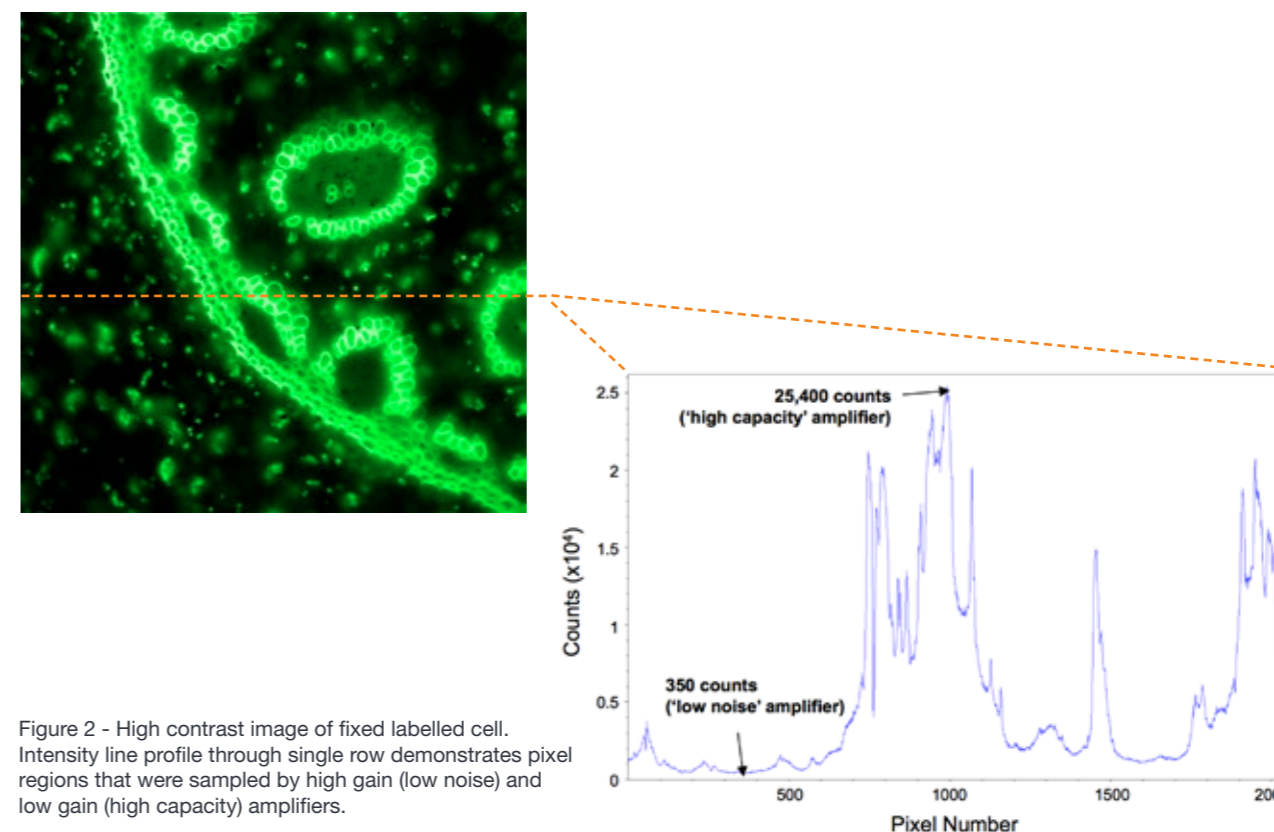 25,400 counts
('high capacity' amplifier)
350 counts
('low noise' amplifier)
Counts (x10⁴)
2.5
2
1.5
1
0.5
0
500
1000
1500
Pixel Number
Figure 2 - High contrast image of fixed labelled cell.
Intensity line profile through single row demonstrates pixel
regions that were sampled by high gain (low noise) and
low gain (high capacity) amplifiers.